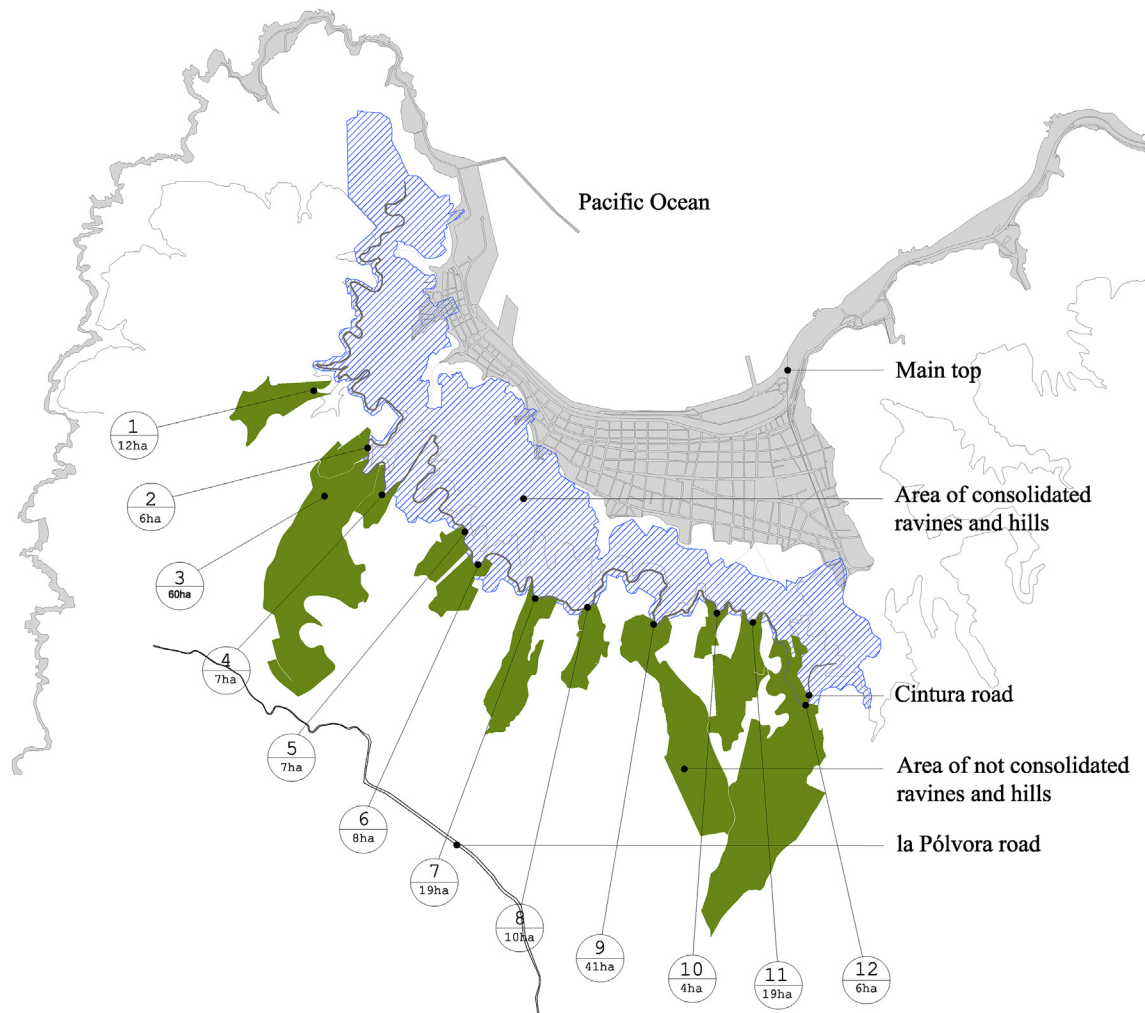 Pacific Ocean
Main top
Area of consolidated
ravines and hills
Cintura road
Area of not consolidated
ravines and hills
la Pólvora road
1
12ha
2
6ha
3
60ha
4
7ha
5
7ha
6
8ha
7
19ha
8
10ha
9
41ha
10
4ha
11
19ha
12
6ha